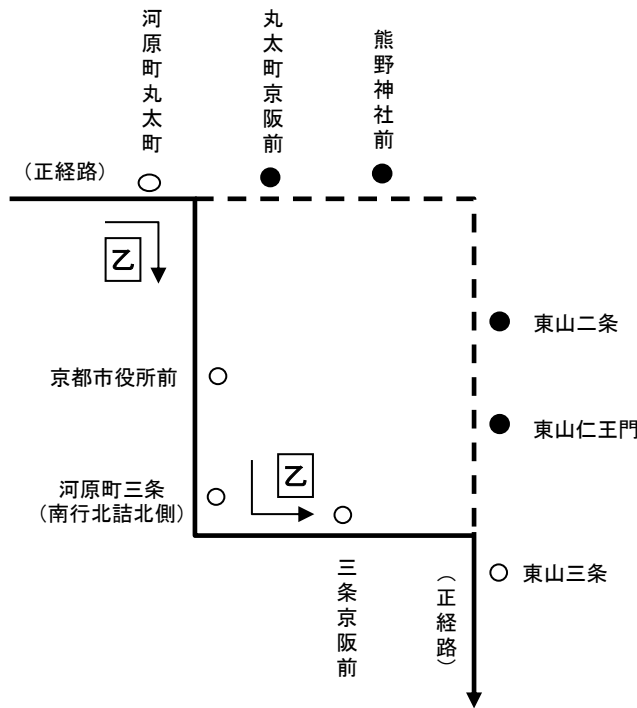 河原町丸太町
丸太町京阪前
熊野神社前
（正経路）
乙
東山二条
京都市役所前
東山仁王門
乙
河原町三条
（南行北詰北側）
三条京阪前
（正経路）
東山三条